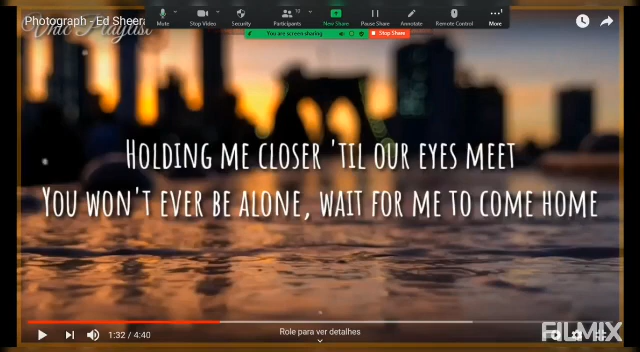 Photograph - Ed Sheera
Mute
Stop Video
Security
Participants
New Share
Pause Share
Annotate
Remote Control
More
You are screen sharing
Stop Share
HOLDING ME CLOSER 'TIL OUR EYES MEET
YOU WON'T EVER BE ALONE, WAIT FOR ME TO COME HOME
1:32 / 4:40
Role para ver detalhes
FILMIX